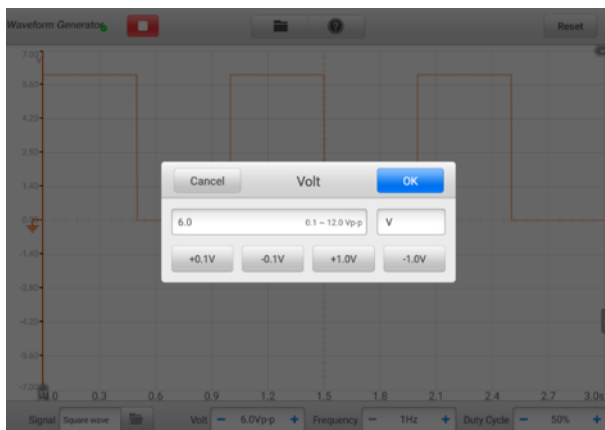 Waveform Generator Reset
7.00
5.60
4.20
2.80
1.40
0.00
-1.40
-2.80
-4.20
-5.60
-7.00
Cancel Volt OK
6.0 0.1 ~ 12.0 Vp-p V
+0.1V -0.1V +1.0V -1.0V
0.0 0.3 0.6 0.9 1.2 1.5 1.8 2.1 2.4 2.7 3.0s
Signal Square wave Volt − 6.0Vp-p + Frequency − 1Hz + Duty Cycle − 50% +